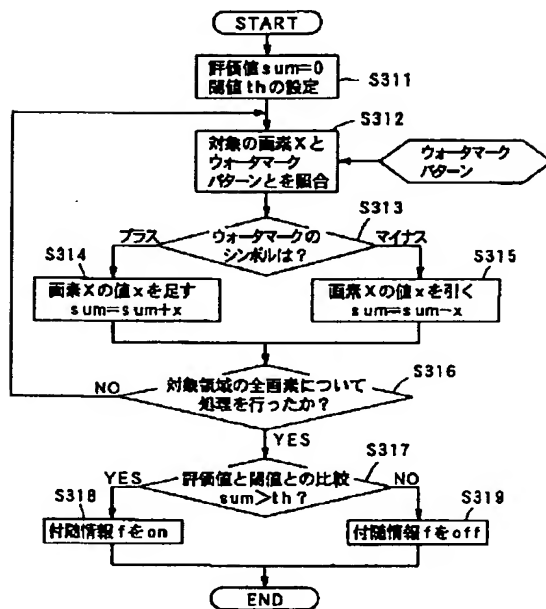 START
評価値sum=0
閾値thの設定
S311
S312
対象の画素Xと
ウォータマーク
パターンとを照合
ウォータマーク
パターン
S313
ウォータマークの
シンボルは？
プラス
マイナス
S314
画素Xの値xを足す
sum=sum+x
S315
画素Xの値xを引く
sum=sum-x
S316
対象領域の全画素について
処理を行ったか？
NO
YES
S317
評価値と閾値との比較
sum>th？
YES
NO
S318
付随情報fをon
S319
付随情報fをoff
END